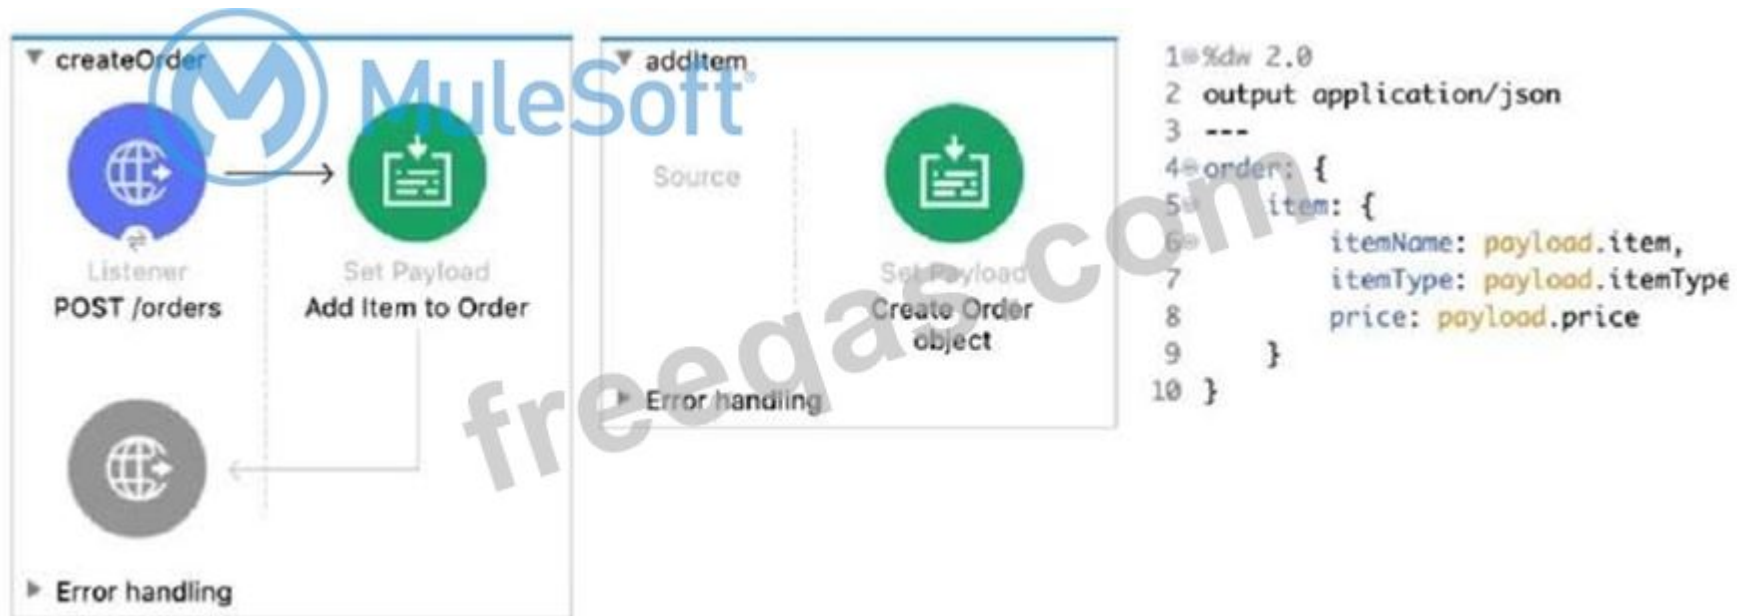 createOrder
MuleSoft
Listener
POST /orders
Set Payload
Add Item to Order
Error handling
addItem
Source
Set Payload
Create Order
object
Error handling
1 %dw 2.0
2 output application/json
3 ---
4 order: {
5 item: {
6 itemName: payload.item,
7 itemType: payload.itemType
8 price: payload.price
9 }
10 }
freeqas.com